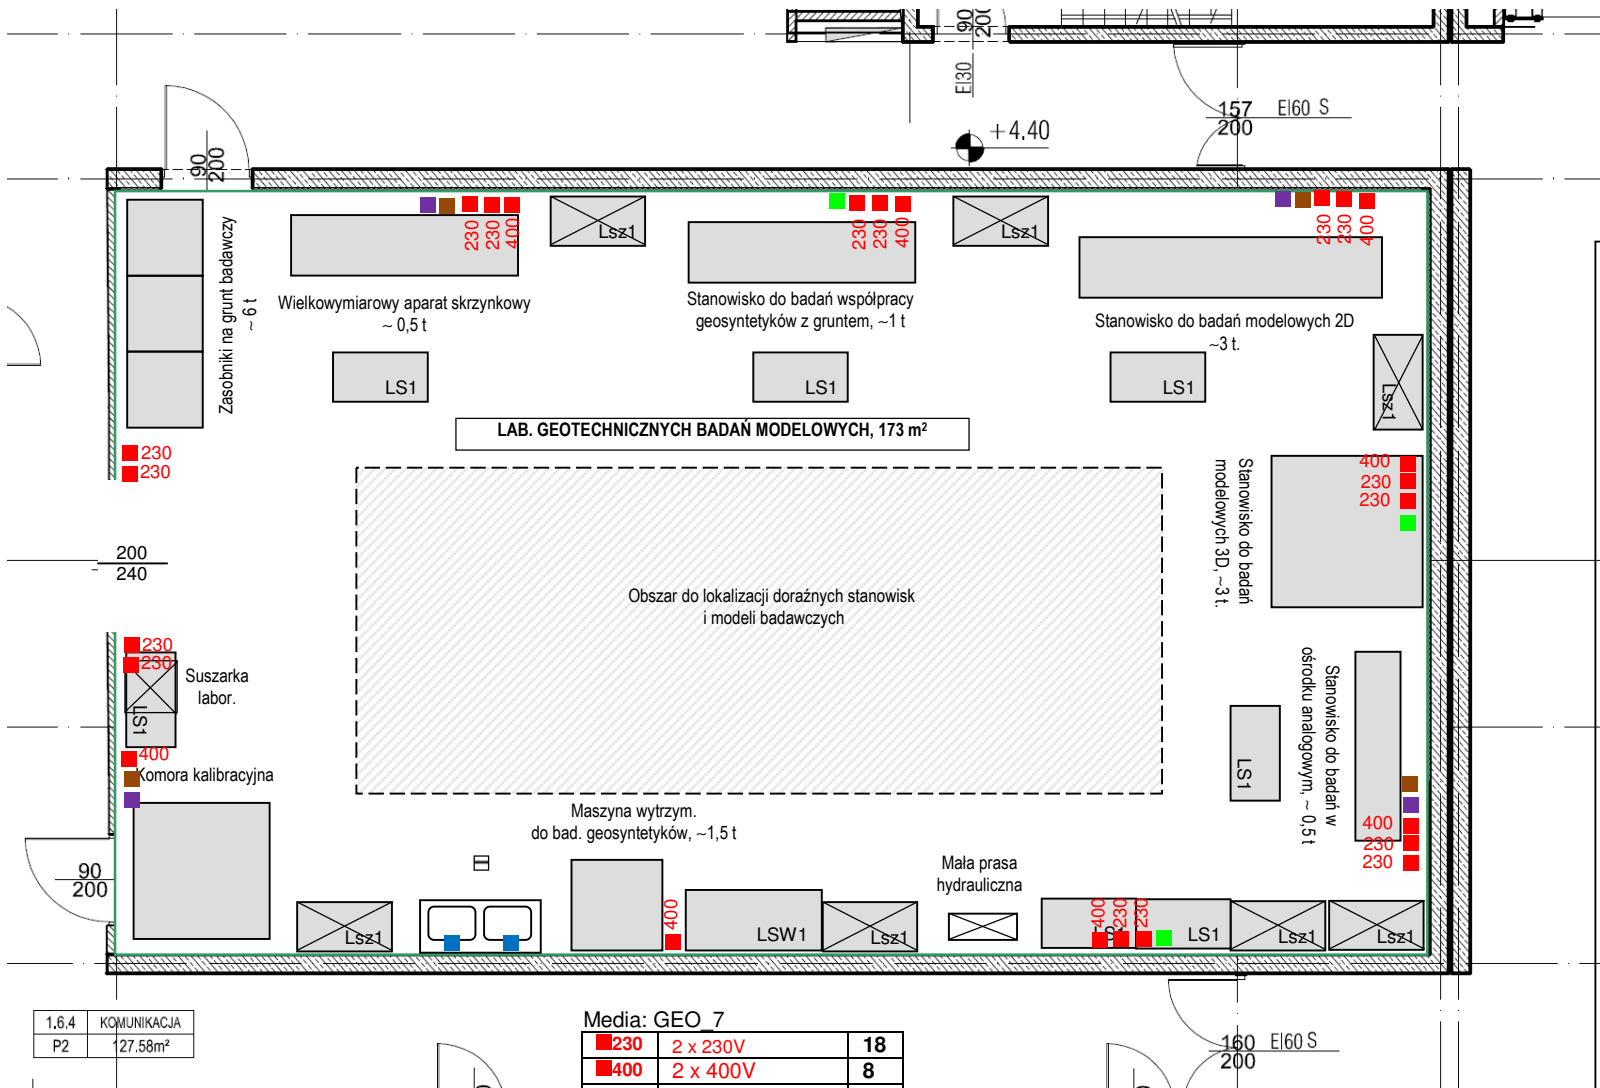 90
200
EI30
157
200
EI60 S
+4,40
90
200
Zasobniki na grunt badawczy
~ 6 t
230
230
400
Lsz1
Wielkowymiarowy aparat skrzynkowy
~ 0,5 t
230
230
400
Lsz1
Stanowisko do badań współpracy
geosyntetyków z gruntem, ~1 t
230
230
400
Stanowisko do badań modelowych 2D
~3 t.
LS1
LS1
LS1
Lsz1
LAB. GEOTECHNICZNYCH BADAŃ MODELOWYCH, 173 m²
230
230
400
230
230
Stanowisko do badań
modelowych 3D, ~3 t.
200
240
Obszar do lokalizacji doraźnych stanowisk
i modeli badawczych
230
230
Suszarka
labor.
LS1
400
Komora kalibracyjna
Stanowisko do badań w
ośrodku analogowym, ~ 0,5 t
LS1
400
230
230
Maszyna wytrzym.
do bad. geosyntetyków, ~1,5 t
90
200
Mała prasa
hydrauliczna
Lsz1
400
LSW1
Lsz1
400
230
230
LS1
Lsz1
Lsz1
1.6.4 KOMUNIKACJA
P2 127.58m²
Media: GEO_7
230 2 x 230V 18
400 2 x 400V 8
160
200
EI60 S